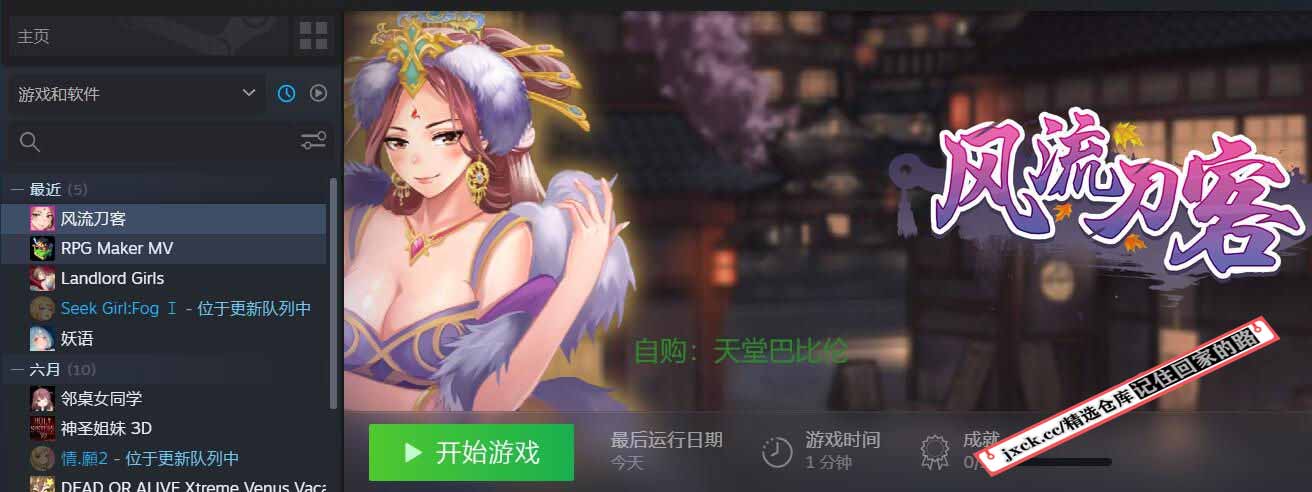 主页
游戏和软件
最近 (5)
风流刀客
RPG Maker MV
Landlord Girls
Seek Girl:Fog Ⅰ - 位于更新队列中
妖语
六月 (10)
邻桌女同学
神圣姐妹 3D
情.願2 - 位于更新队列中
DEAD OR ALIVE Xtreme Venus Vaca
风流刀客
自购：天堂巴比伦
开始游戏
最后运行日期
今天
游戏时间
1 分钟
成就
0/
jxck.cc/精选仓库记住回家的路